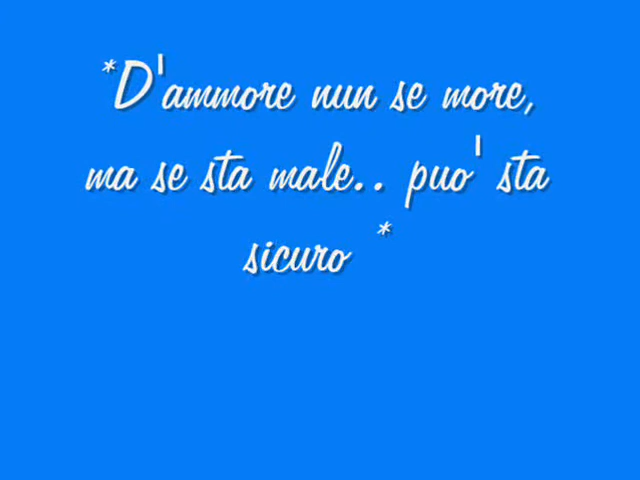 *D'ammore nun se more,
ma se sta male.. puo' sta
sicuro *